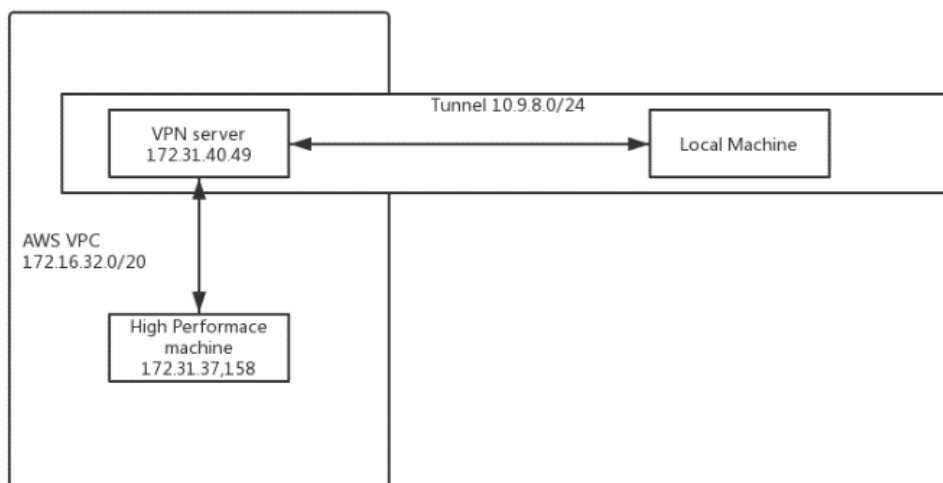 Tunnel 10.9.8.0/24
VPN server
172.31.40.49
Local Machine
AWS VPC
172.16.32.0/20
High Performace
machine
172.31.37,158